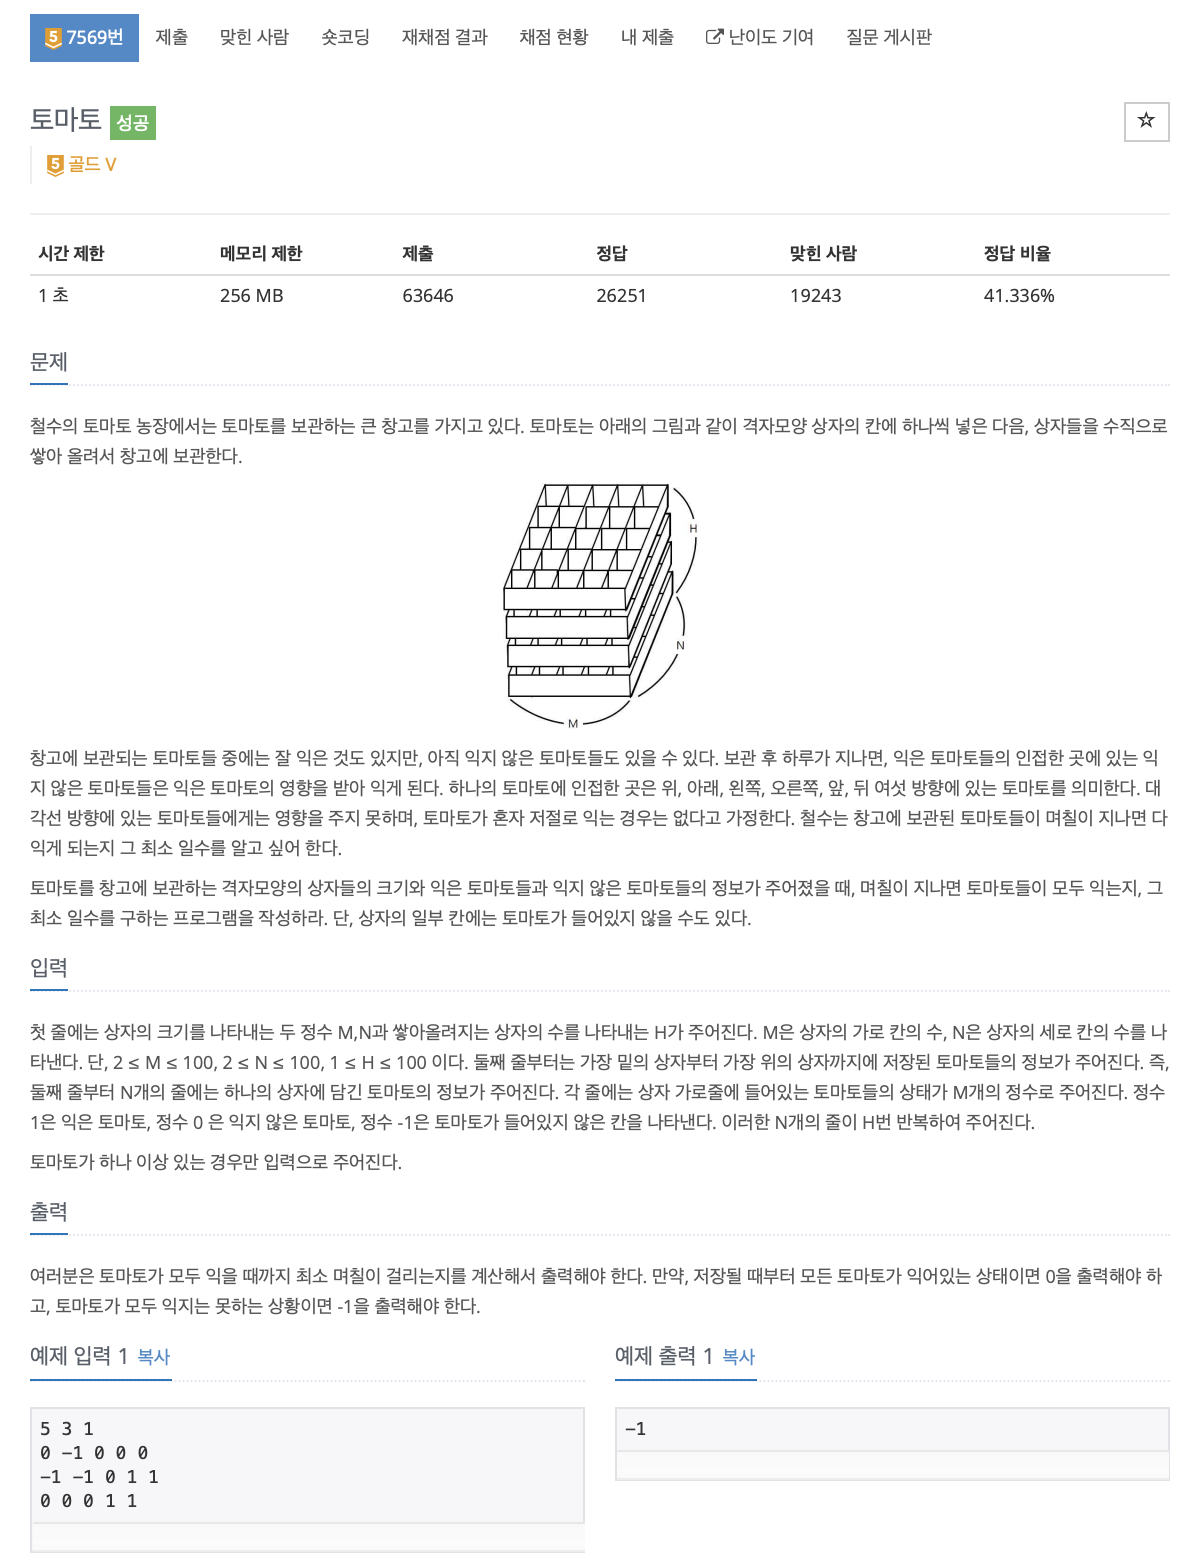 5 7569번 제출 맞힌 사람 숏코딩 재채점 결과 채점 현황 내 제출 난이도 기여 질문 게시판
토마토 성공
5 골드 V
시간 제한 메모리 제한 제출 정답 맞힌 사람 정답 비율
1 초 256 MB 63646 26251 19243 41.336%
문제
철수의 토마토 농장에서는 토마토를 보관하는 큰 창고를 가지고 있다. 토마토는 아래의 그림과 같이 격자모양 상자의 칸에 하나씩 넣은 다음, 상자들을 수직으로
쌓아 올려서 창고에 보관한다.
H
N
M
창고에 보관되는 토마토들 중에는 잘 익은 것도 있지만, 아직 익지 않은 토마토들도 있을 수 있다. 보관 후 하루가 지나면, 익은 토마토들의 인접한 곳에 있는 익
지 않은 토마토들은 익은 토마토의 영향을 받아 익게 된다. 하나의 토마토에 인접한 곳은 위, 아래, 왼쪽, 오른쪽, 앞, 뒤 여섯 방향에 있는 토마토를 의미한다. 대
각선 방향에 있는 토마토들에게는 영향을 주지 못하며, 토마토가 혼자 저절로 익는 경우는 없다고 가정한다. 철수는 창고에 보관된 토마토들이 며칠이 지나면 다
익게 되는지 그 최소 일수를 알고 싶어 한다.
토마토를 창고에 보관하는 격자모양의 상자들의 크기와 익은 토마토들과 익지 않은 토마토들의 정보가 주어졌을 때, 며칠이 지나면 토마토들이 모두 익는지, 그
최소 일수를 구하는 프로그램을 작성하라. 단, 상자의 일부 칸에는 토마토가 들어있지 않을 수도 있다.
입력
첫 줄에는 상자의 크기를 나타내는 두 정수 M,N과 쌓아올려지는 상자의 수를 나타내는 H가 주어진다. M은 상자의 가로 칸의 수, N은 상자의 세로 칸의 수를 나
타낸다. 단, 2 ≤ M ≤ 100, 2 ≤ N ≤ 100, 1 ≤ H ≤ 100 이다. 둘째 줄부터는 가장 밑의 상자부터 가장 위의 상자까지에 저장된 토마토들의 정보가 주어진다. 즉,
둘째 줄부터 N개의 줄에는 하나의 상자에 담긴 토마토의 정보가 주어진다. 각 줄에는 상자 가로줄에 들어있는 토마토들의 상태가 M개의 정수로 주어진다. 정수
1은 익은 토마토, 정수 0 은 익지 않은 토마토, 정수 -1은 토마토가 들어있지 않은 칸을 나타낸다. 이러한 N개의 줄이 H번 반복하여 주어진다.
토마토가 하나 이상 있는 경우만 입력으로 주어진다.
출력
여러분은 토마토가 모두 익을 때까지 최소 며칠이 걸리는지를 계산해서 출력해야 한다. 만약, 저장될 때부터 모든 토마토가 익어있는 상태이면 0을 출력해야 하
고, 토마토가 모두 익지는 못하는 상황이면 -1을 출력해야 한다.
예제 입력 1 복사
5 3 1
0 -1 0 0 0
-1 -1 0 1 1
0 0 0 1 1
예제 출력 1 복사
-1